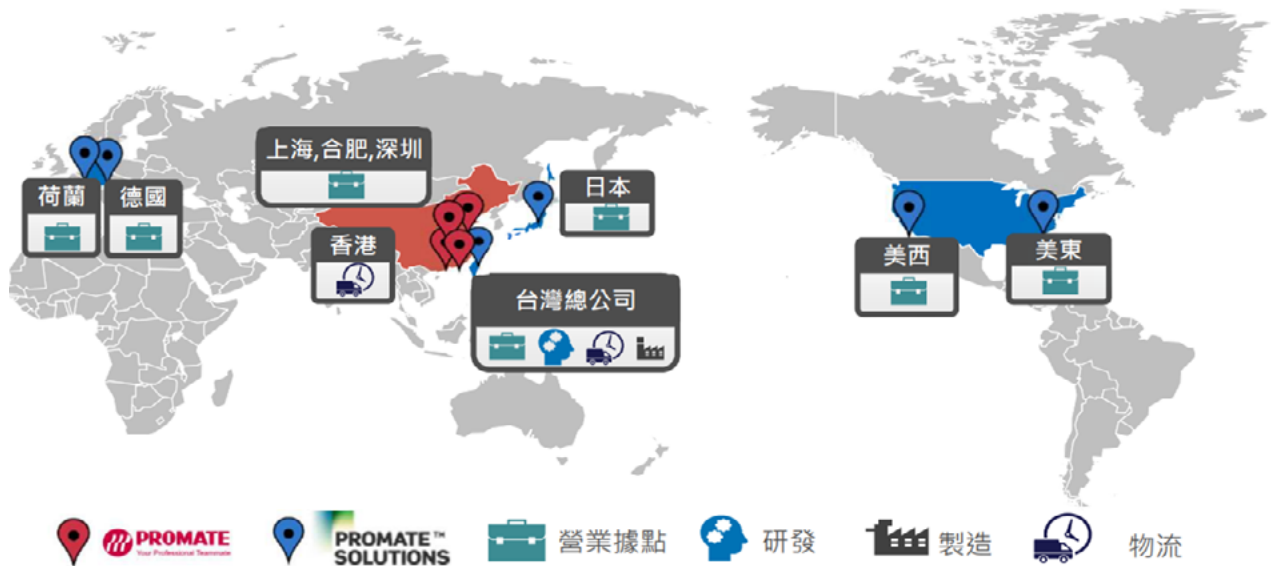 上海,合肥,深圳
荷蘭
德國
日本
香港
美西
美東
台灣總公司
PROMATE
Your Professional Teammate
PROMATE™
SOLUTIONS
營業據點
研發
製造
物流